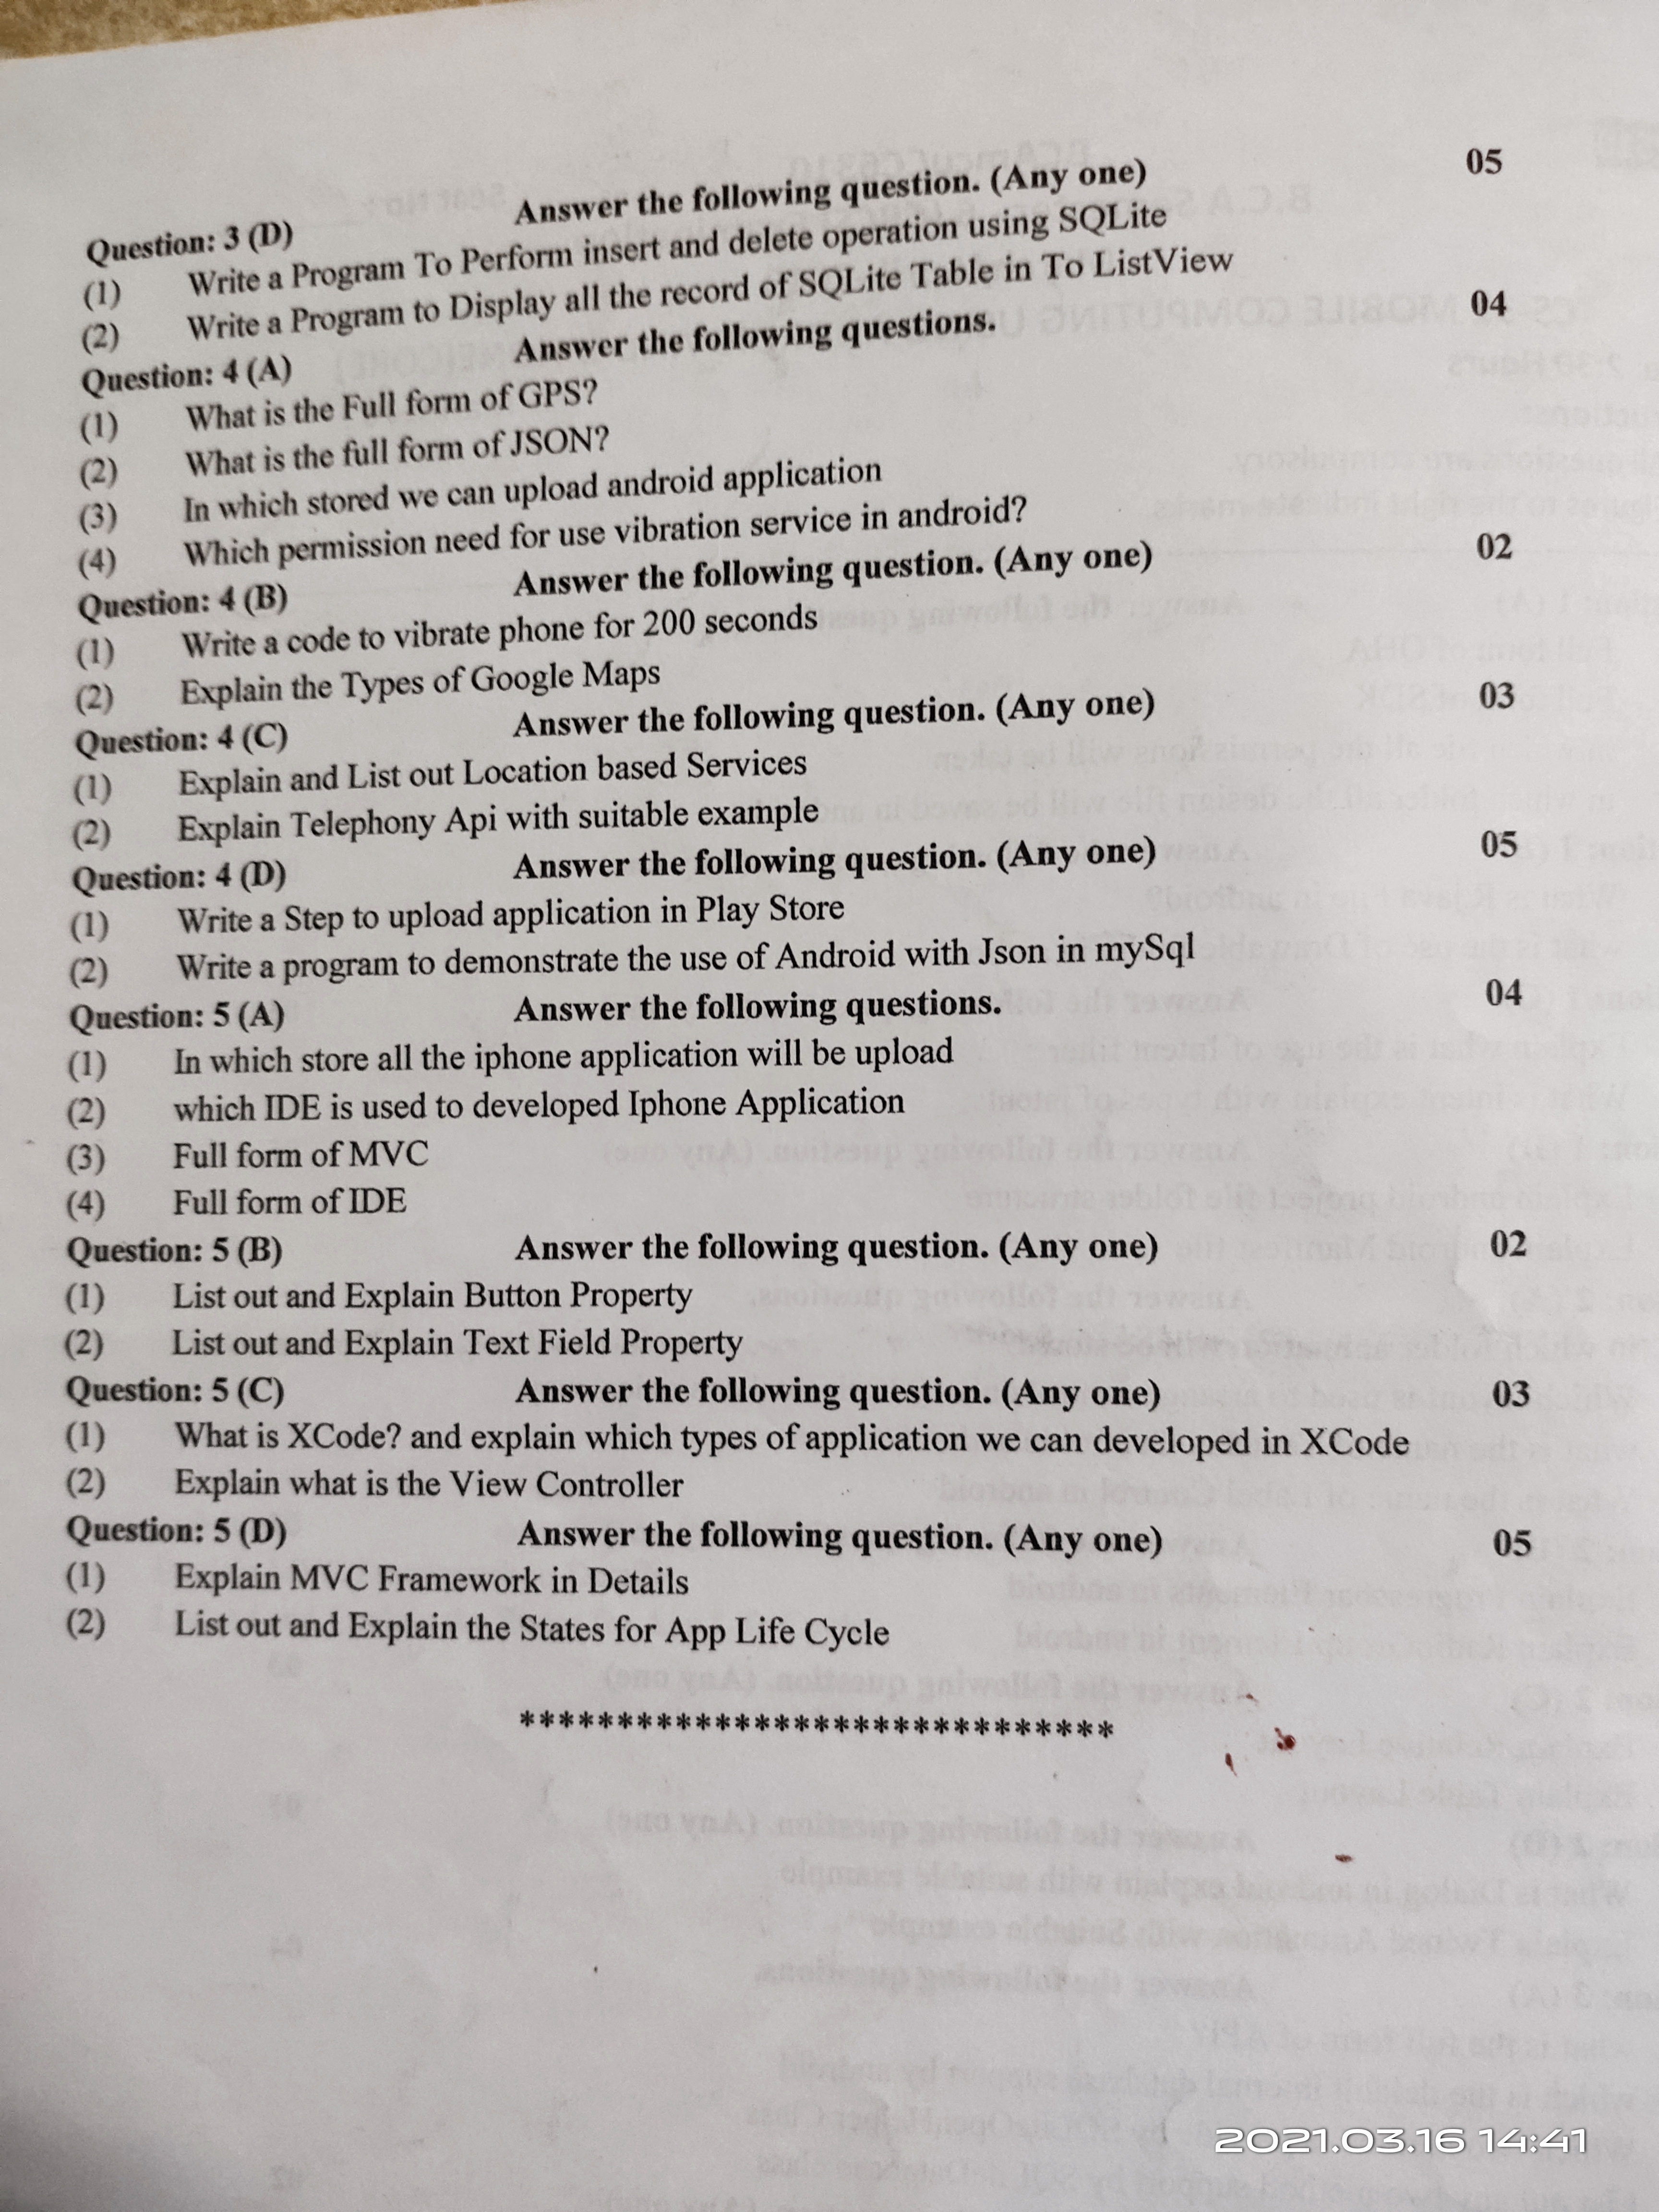 Question: 3 (D) Answer the following question. (Any one) 05
(1) Write a Program To Perform insert and delete operation using SQLite
(2) Write a Program to Display all the record of SQLite Table in To ListView
Question: 4 (A) Answer the following questions. 04
(1) What is the Full form of GPS?
(2) What is the full form of JSON?
(3) In which stored we can upload android application
(4) Which permission need for use vibration service in android?
Question: 4 (B) Answer the following question. (Any one) 02
(1) Write a code to vibrate phone for 200 seconds
(2) Explain the Types of Google Maps
Question: 4 (C) Answer the following question. (Any one) 03
(1) Explain and List out Location based Services
(2) Explain Telephony Api with suitable example
Question: 4 (D) Answer the following question. (Any one) 05
(1) Write a Step to upload application in Play Store
(2) Write a program to demonstrate the use of Android with Json in mySql
Question: 5 (A) Answer the following questions. 04
(1) In which store all the iphone application will be upload
(2) which IDE is used to developed Iphone Application
(3) Full form of MVC
(4) Full form of IDE
Question: 5 (B) Answer the following question. (Any one) 02
(1) List out and Explain Button Property
(2) List out and Explain Text Field Property
Question: 5 (C) Answer the following question. (Any one) 03
(1) What is XCode? and explain which types of application we can developed in XCode
(2) Explain what is the View Controller
Question: 5 (D) Answer the following question. (Any one) 05
(1) Explain MVC Framework in Details
(2) List out and Explain the States for App Life Cycle
*******************************
2021.03.16 14:41